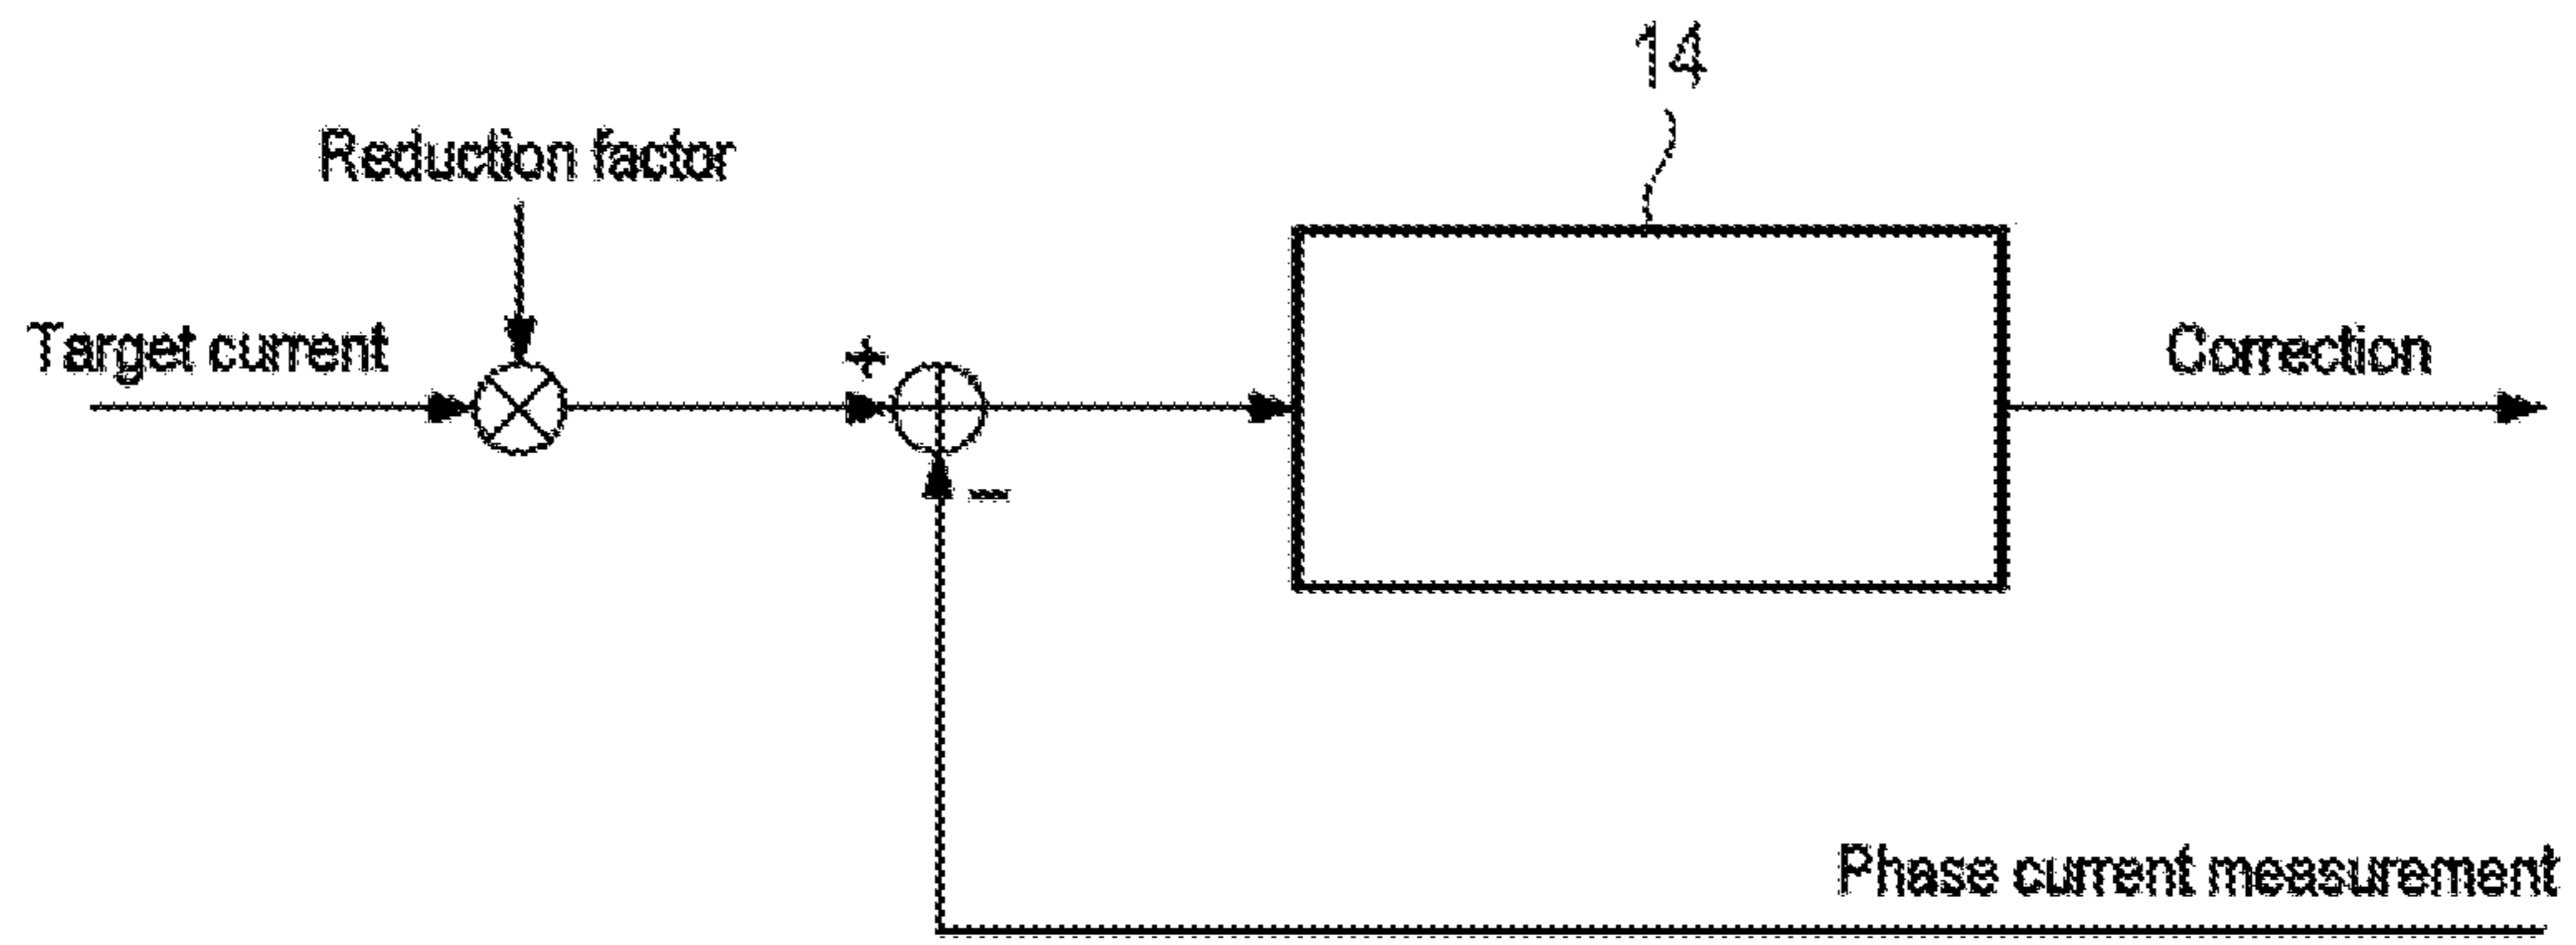 14
Reduction factor
Target current
+
Correction
–
Phase current measurement